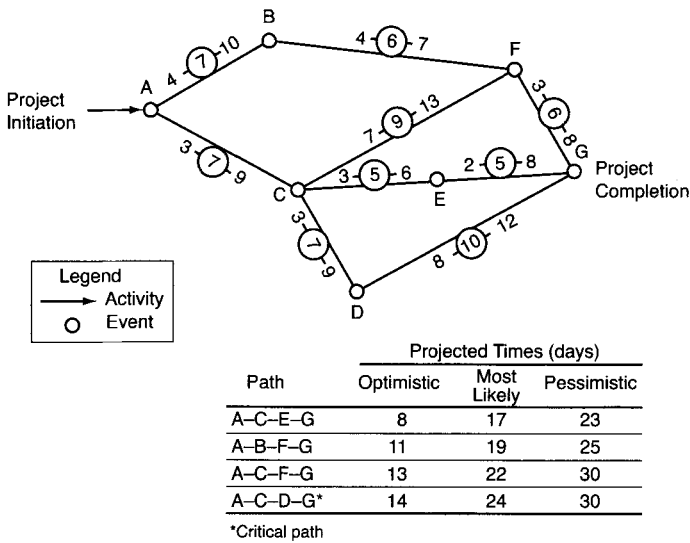 B
4 - 7 - 10
4 - 6 - 7
F
A
Project
Initiation
3 - 7 - 9
7 - 9 - 13
3 - 6 - 8
G
Project
Completion
C
3 - 5 - 6
E
2 - 5 - 8
3 - 7 - 9
8 - 10 - 12
D
Legend
Activity
Event
Projected Times (days)
Path Optimistic Most Likely Pessimistic
A–C–E–G 8 17 23
A–B–F–G 11 19 25
A–C–F–G 13 22 30
A–C–D–G* 14 24 30
*Critical path